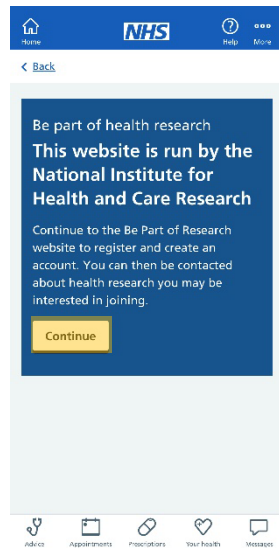 NHS
Home
Help
More
Back
Be part of health research
This website is run by the
National Institute for
Health and Care Research
Continue to the Be Part of Research
website to register and create an
account. You can then be contacted
about health research you may be
interested in joining.
Continue
Advice
Appointments
Prescriptions
Your health
Messages